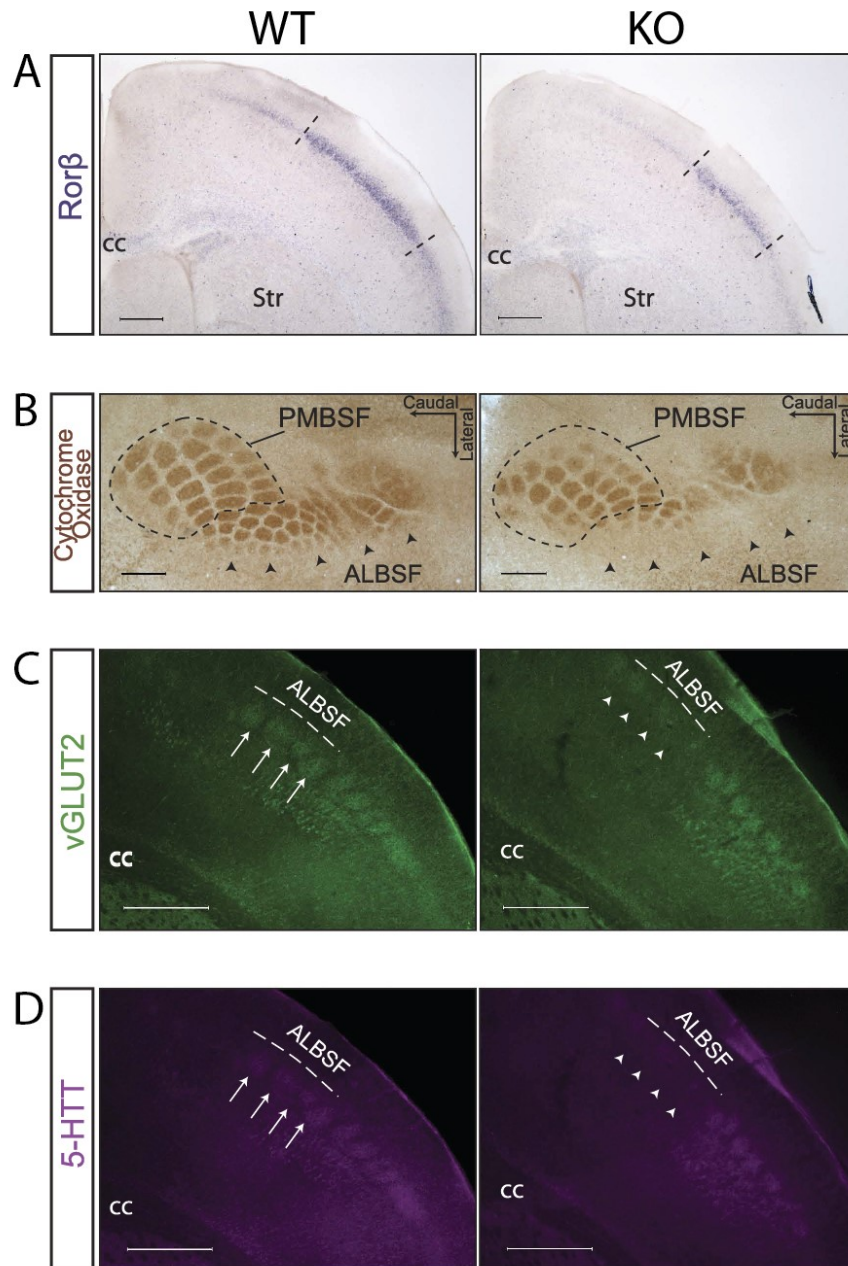 WT
KO
A
Rorβ
cc
Str
cc
Str
B
Cytochrome
Oxidase
PMBSF
Caudal
Lateral
ALBSF
PMBSF
Caudal
Lateral
ALBSF
C
vGLUT2
ALBSF
cc
ALBSF
cc
D
5-HTT
ALBSF
cc
ALBSF
cc